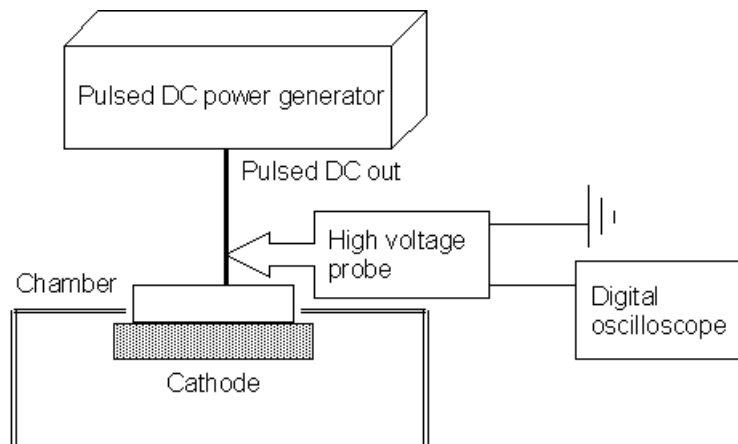 Pulsed DC power generator
Pulsed DC out
High voltage
probe
Chamber
Digital
oscilloscope
Cathode